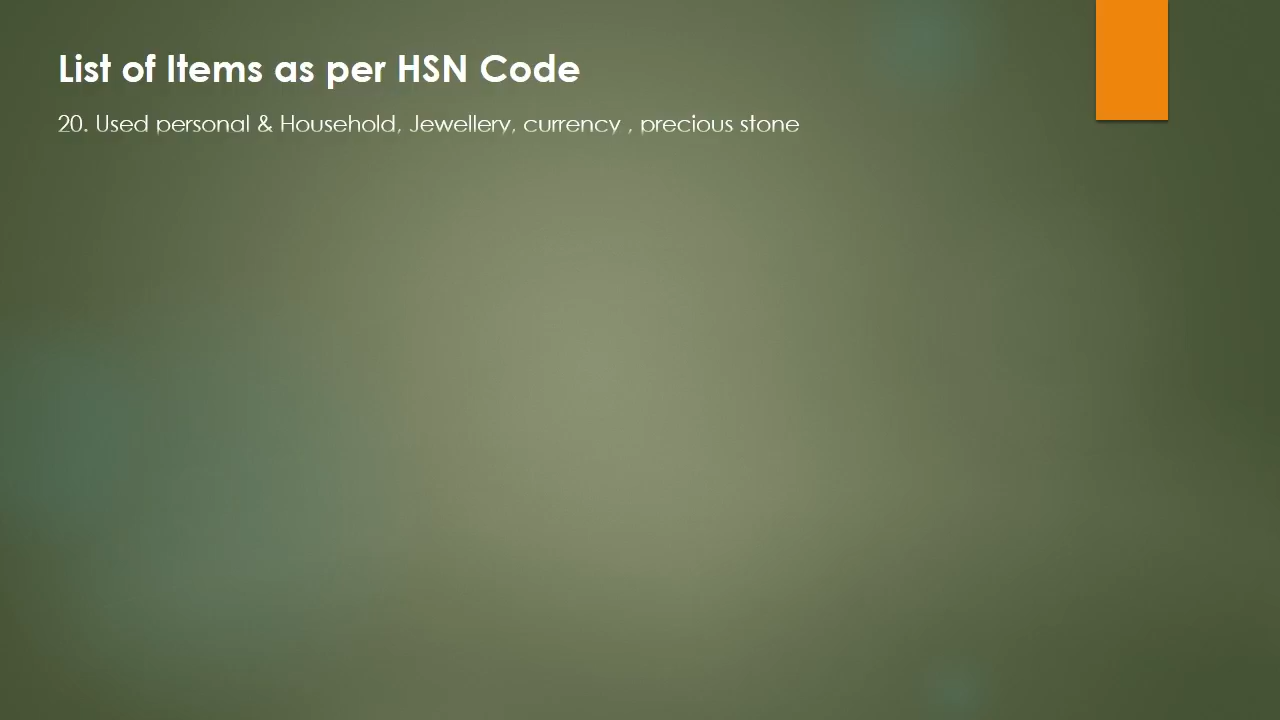 List of Items as per HSN Code
20. Used personal & Household, Jewellery, currency , precious stone